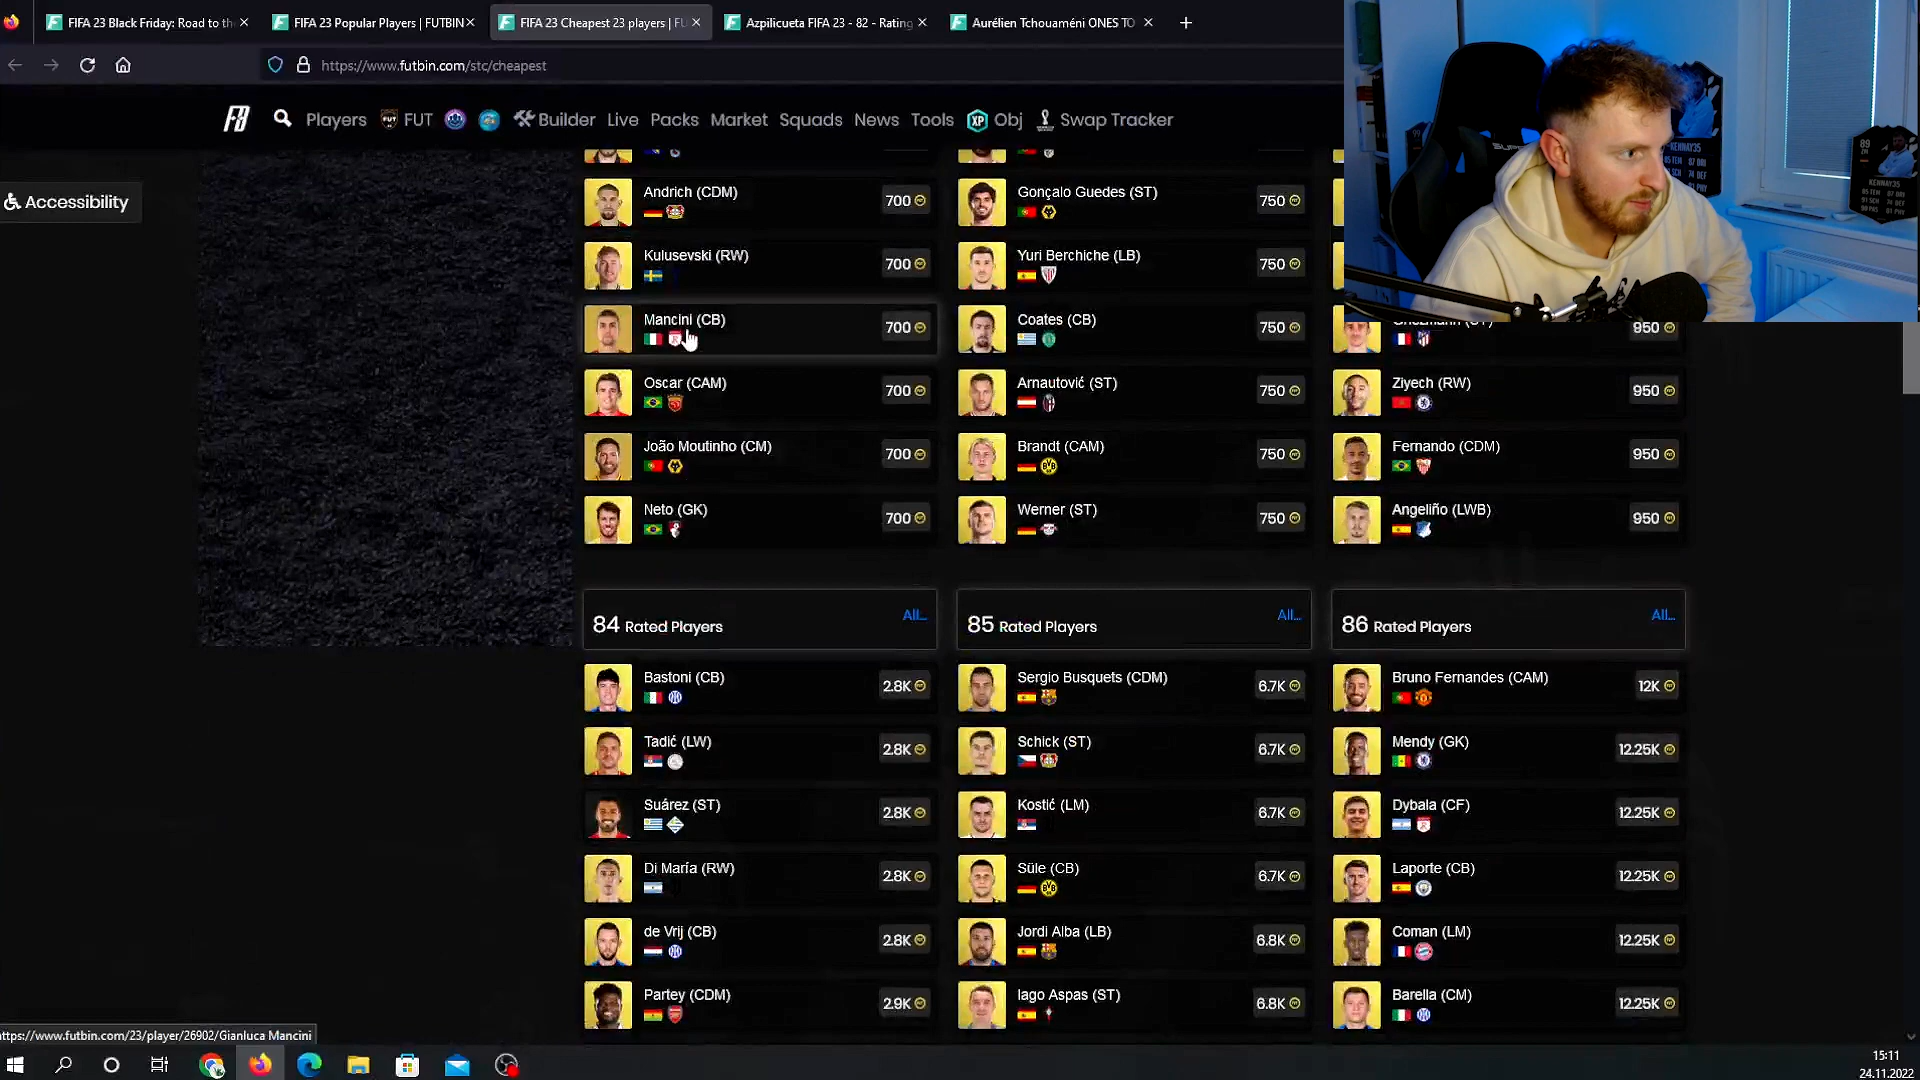 FIFA 23 Black Friday: Road to the
FIFA 23 Popular Players | FUTBIN
FIFA 23 Cheapest 23 players | FU
Azpilicueta FIFA 23 - 82 - Rating
Aurélien Tchouaméni ONES TO
https://www.futbin.com/stc/cheapest
Players
FUT
Builder
Live
Packs
Market
Squads
News
Tools
XP
Obj
Swap Tracker
Accessibility
Andrich (CDM)
700
Gonçalo Guedes (ST)
750
Kulusevski (RW)
700
Yuri Berchiche (LB)
750
Mancini (CB)
700
Coates (CB)
750
950
Oscar (CAM)
700
Arnautović (ST)
750
Ziyech (RW)
950
João Moutinho (CM)
700
Brandt (CAM)
750
Fernando (CDM)
950
Neto (GK)
700
Werner (ST)
750
Angeliño (LWB)
950
84 Rated Players
All...
85 Rated Players
All...
86 Rated Players
All...
Bastoni (CB)
2.8K
Sergio Busquets (CDM)
6.7K
Bruno Fernandes (CAM)
12K
Tadić (LW)
2.8K
Schick (ST)
6.7K
Mendy (GK)
12.25K
Suárez (ST)
2.8K
Kostić (LM)
6.7K
Dybala (CF)
12.25K
Di María (RW)
2.8K
Süle (CB)
6.7K
Laporte (CB)
12.25K
de Vrij (CB)
2.8K
Jordi Alba (LB)
6.8K
Coman (LM)
12.25K
Partey (CDM)
2.9K
Iago Aspas (ST)
6.8K
Barella (CM)
12.25K
https://www.futbin.com/23/player/26902/Gianluca Mancini
15:11
24.11.2022
89
KENNAY35